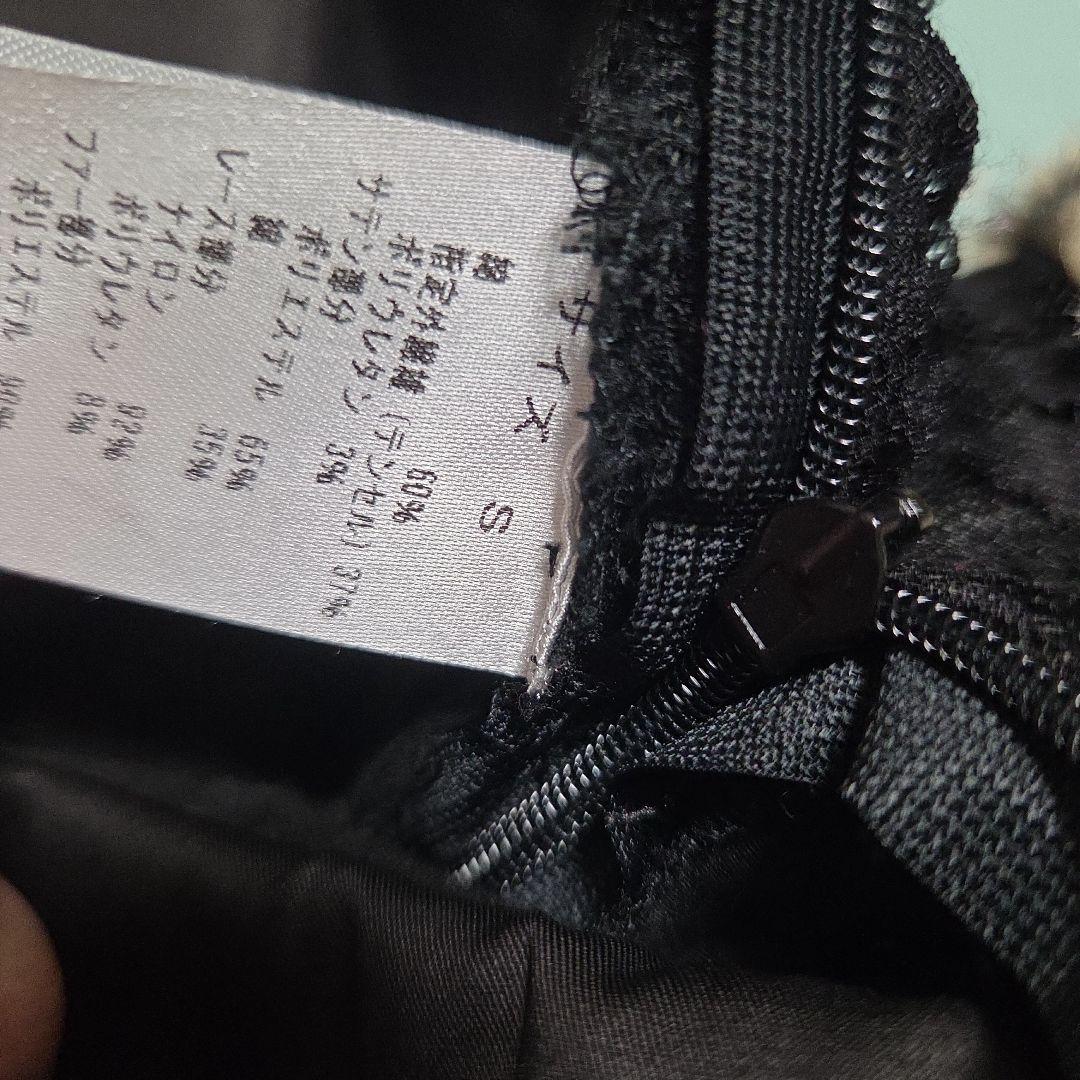 サイズ S
綿 60%
指定外繊維(テンセル) 37%
ポリウレタン 3%
サテン部分
綿 65%
ポリエステル 35%
レース部分
ナイロン 92%
ポリウレタン 8%
ファー部分
ポリエステル